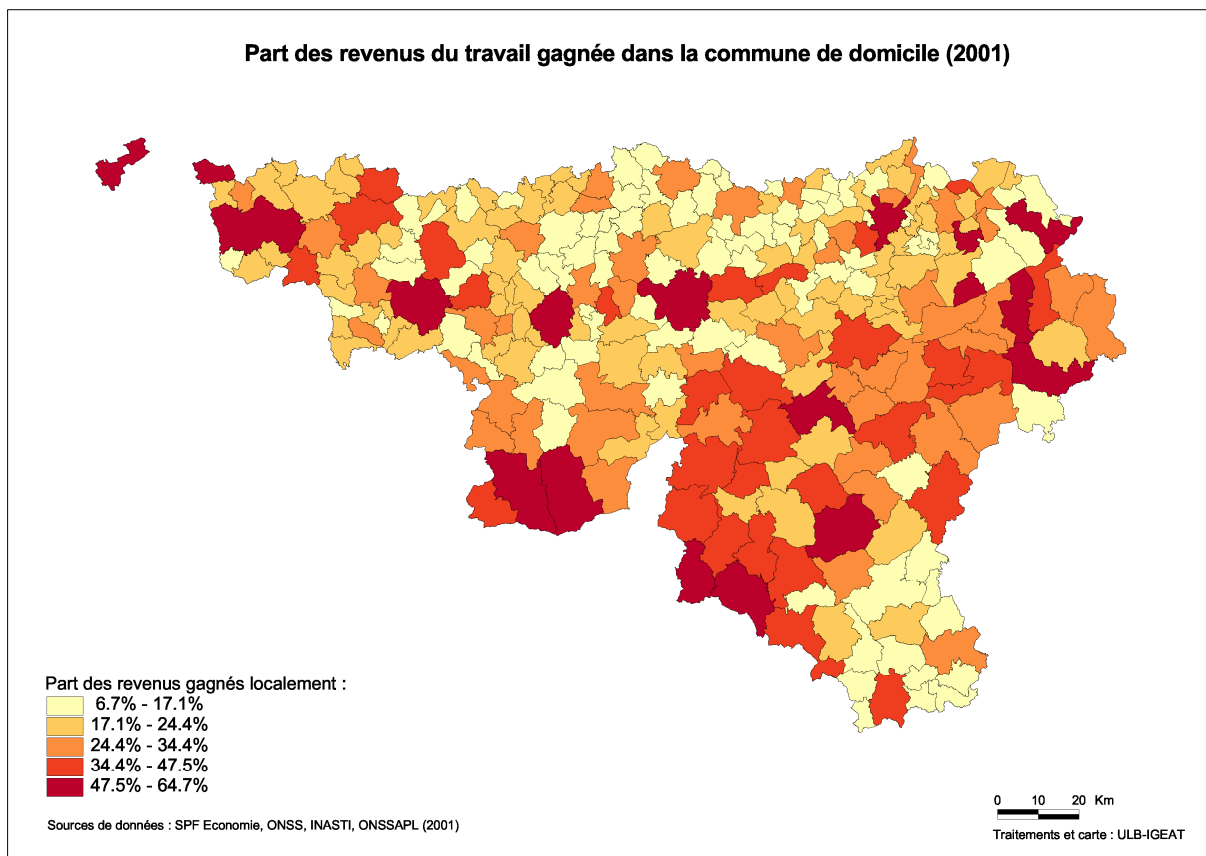 Part des revenus du travail gagnée dans la commune de domicile (2001)
Part des revenus gagnés localement :
6.7% - 17.1%
17.1% - 24.4%
24.4% - 34.4%
34.4% - 47.5%
47.5% - 64.7%
0 10 20 Km
Sources de données : SPF Economie, ONSS, INASTI, ONSSAPL (2001)
Traitements et carte : ULB-IGEAT